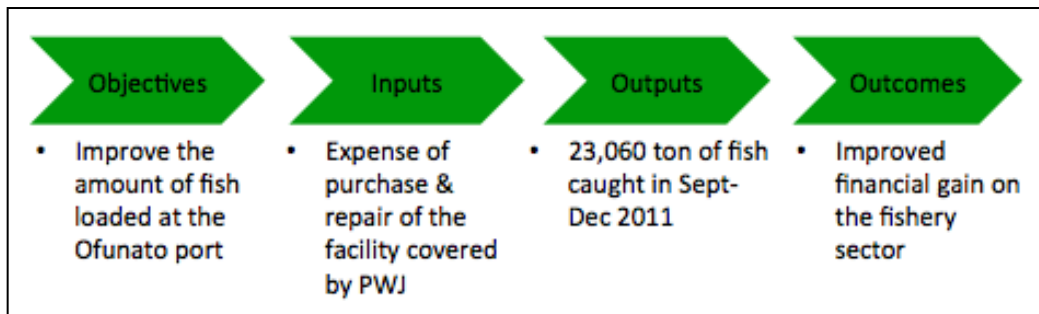 Objectives
Inputs
Outputs
Outcomes
• Improve the
amount of fish
loaded at the
Ofunato port
• Expense of
purchase &
repair of the
facility covered
by PWJ
• 23,060 ton of fish
caught in Sept-
Dec 2011
• Improved
financial gain on
the fishery
sector